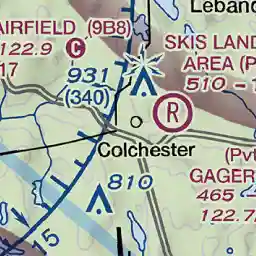 Leband
AIRFIELD (9B8)
122.9 C
17
SKIS LAND
AREA (P
510 - 1
931
(340)
R
Colchester
(Pvt
GAGER
465 -
122.7
810
15